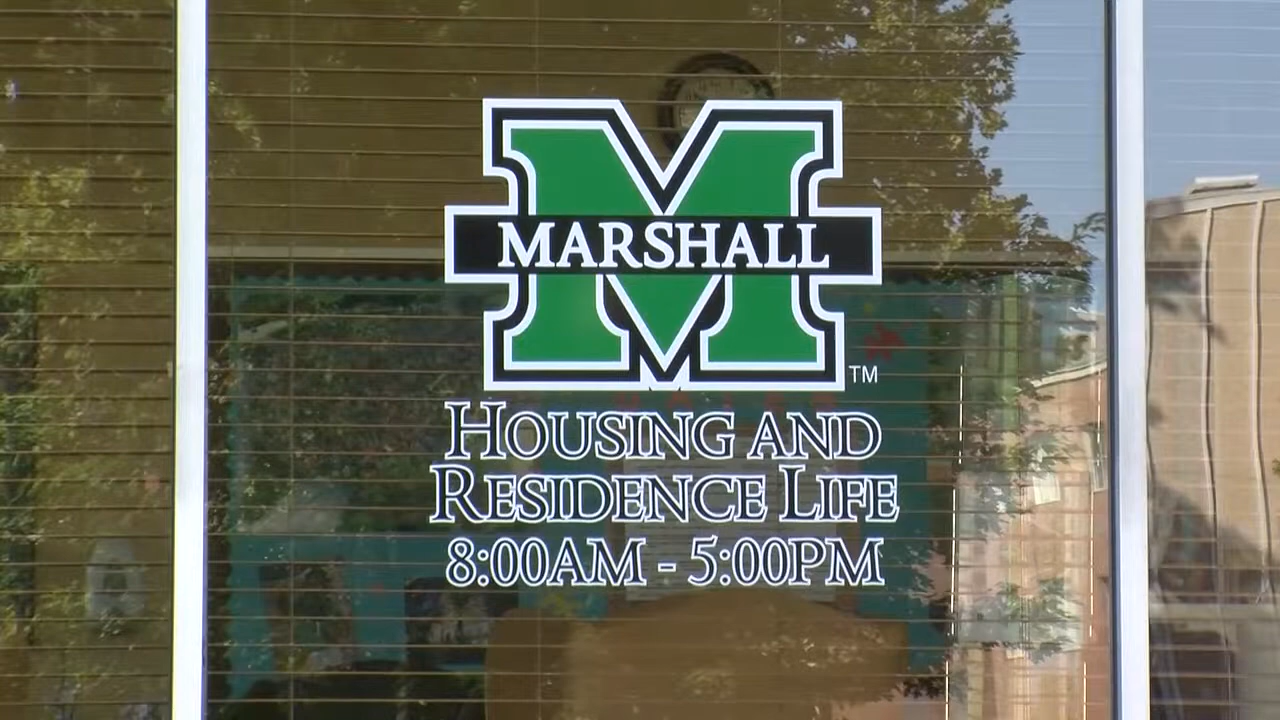 MARSHALL
TM
HOUSING AND
RESIDENCE LIFE
8:00AM - 5:00PM